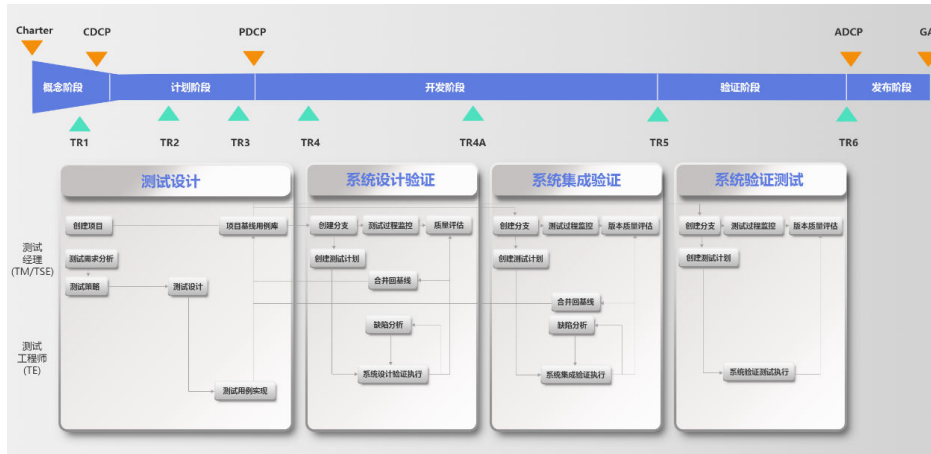 Charter
CDCP
PDCP
ADCP
GA
概念阶段
计划阶段
开发阶段
验证阶段
发布阶段
TR1
TR2
TR3
TR4
TR4A
TR5
TR6
测试设计
系统设计验证
系统集成验证
系统验证测试
测试
经理
(TM/TSE)
测试
工程师
(TE)
创建项目
项目基线用例库
测试需求分析
测试策略
测试设计
测试用例实现
创建分支
测试过程监控
质量评估
创建测试计划
合并回基线
缺陷分析
系统设计验证执行
创建分支
测试过程监控
版本质量评估
创建测试计划
合并回基线
缺陷分析
系统集成验证执行
创建分支
测试过程监控
版本质量评估
创建测试计划
系统验证测试执行